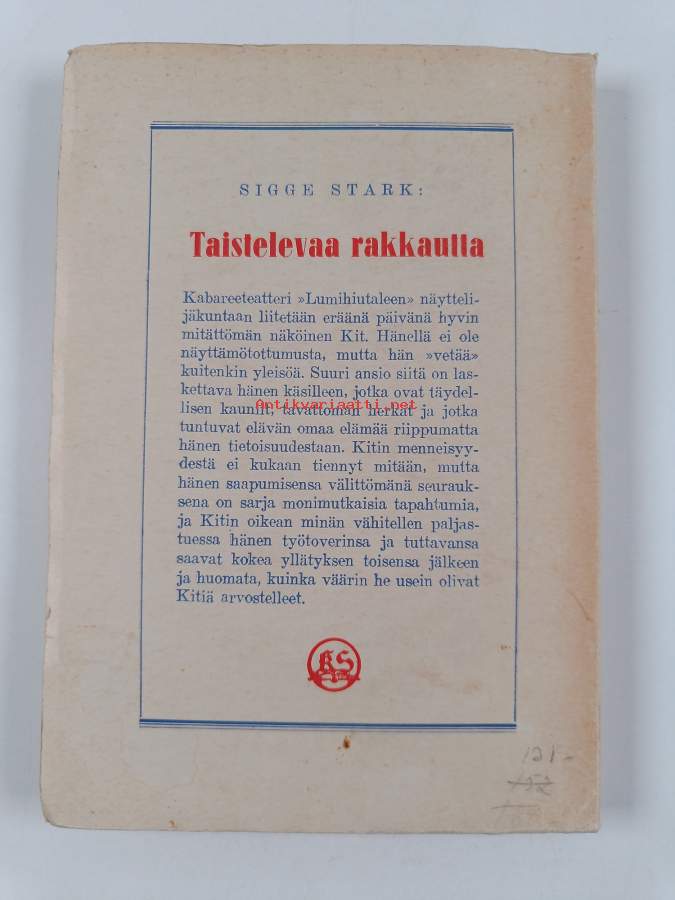 SIGGE STARK:
Taistelevaa rakkautta
Kabareeteatteri »Lumihiutaleen» näytteli-
jäkuntaan liitetään eräänä päivänä hyvin
mitättömän näköinen Kit. Hänellä ei ole
näyttämötottumusta, mutta hän »vetää»
kuitenkin yleisöä. Suuri ansio siitä on las-
kettava hänen käsilleen, jotka ovat täydel-
Antikvariaatti.net
lisen kauniit, tavattoman herkät ja jotka
tuntuvat elävän omaa elämää riippumatta
hänen tietoisuudestaan. Kitin menneisyy-
destä ei kukaan tiennyt mitään, mutta
hänen saapumisensa välittömänä seurauk-
sena on sarja monimutkaisia tapahtumia,
ja Kitin oikean minän vähitellen paljas-
tuessa hänen työtoverinsa ja tuttavansa
saavat kokea yllätyksen toisensa jälkeen
ja huomata, kuinka väärin he usein olivat
Kitiä arvostelleet.
KS